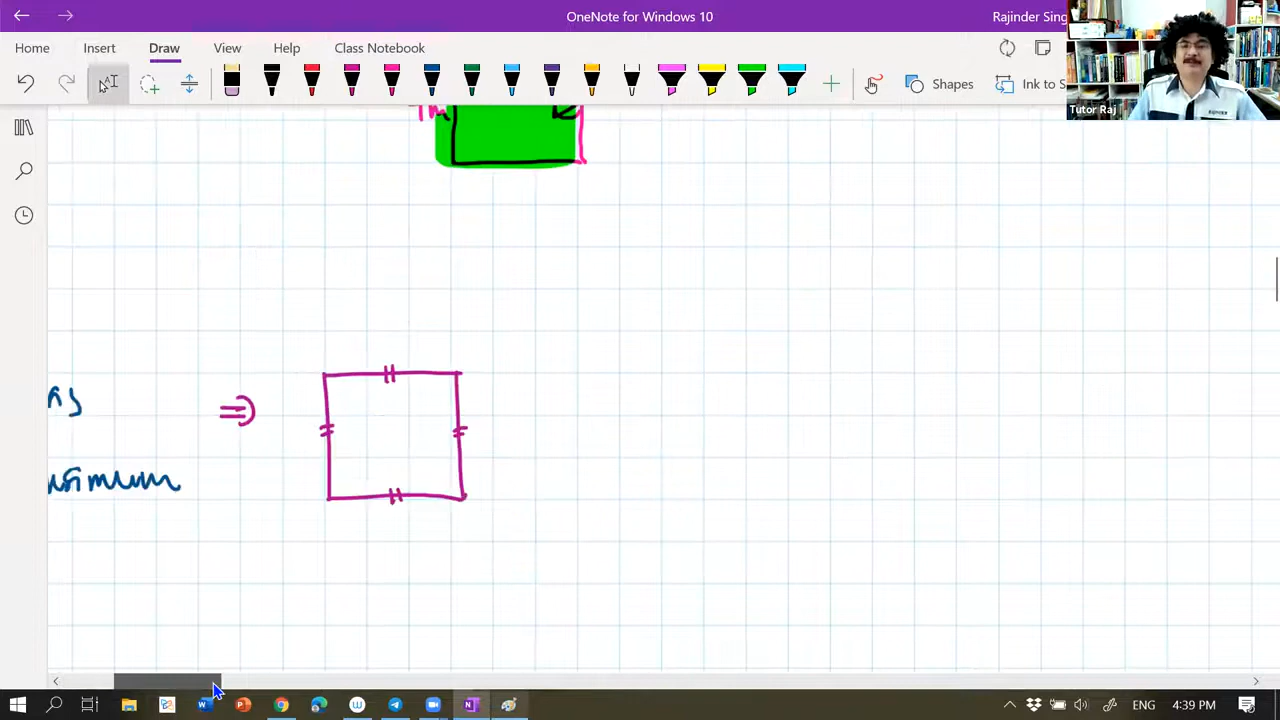 OneNote for Windows 10
Rajinder Sing
Home Insert Draw View Help Class Notebook
Ink to S
Shapes
Tutor Raj
⇒
ENG 4:39 PM